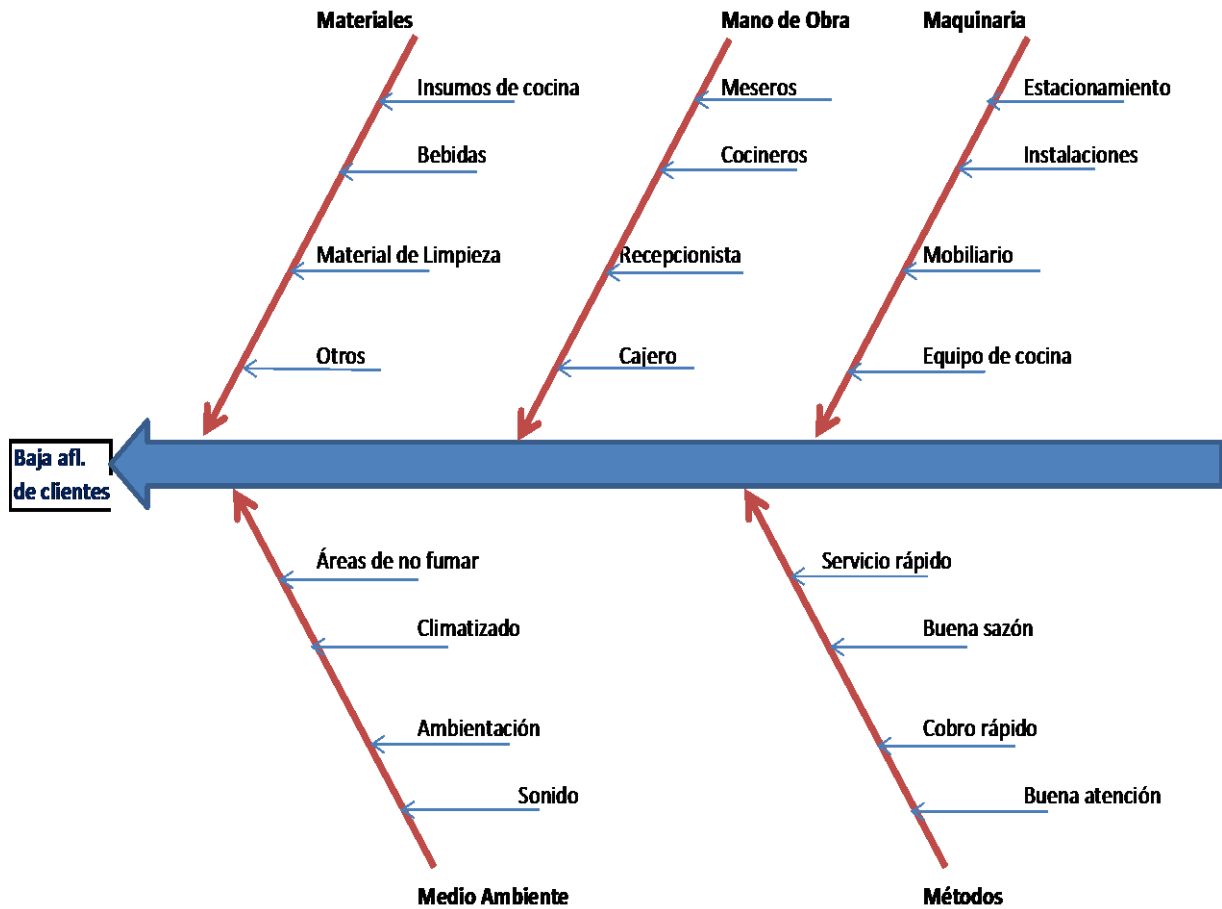 Materiales
Mano de Obra
Maquinaria
Insumos de cocina
Meseros
Estacionamiento
Bebidas
Cocineros
Instalaciones
Material de Limpieza
Recepcionista
Mobiliario
Otros
Cajero
Equipo de cocina
Baja afl.
de clientes
Áreas de no fumar
Servicio rápido
Climatizado
Buena sazón
Ambientación
Cobro rápido
Sonido
Buena atención
Medio Ambiente
Métodos